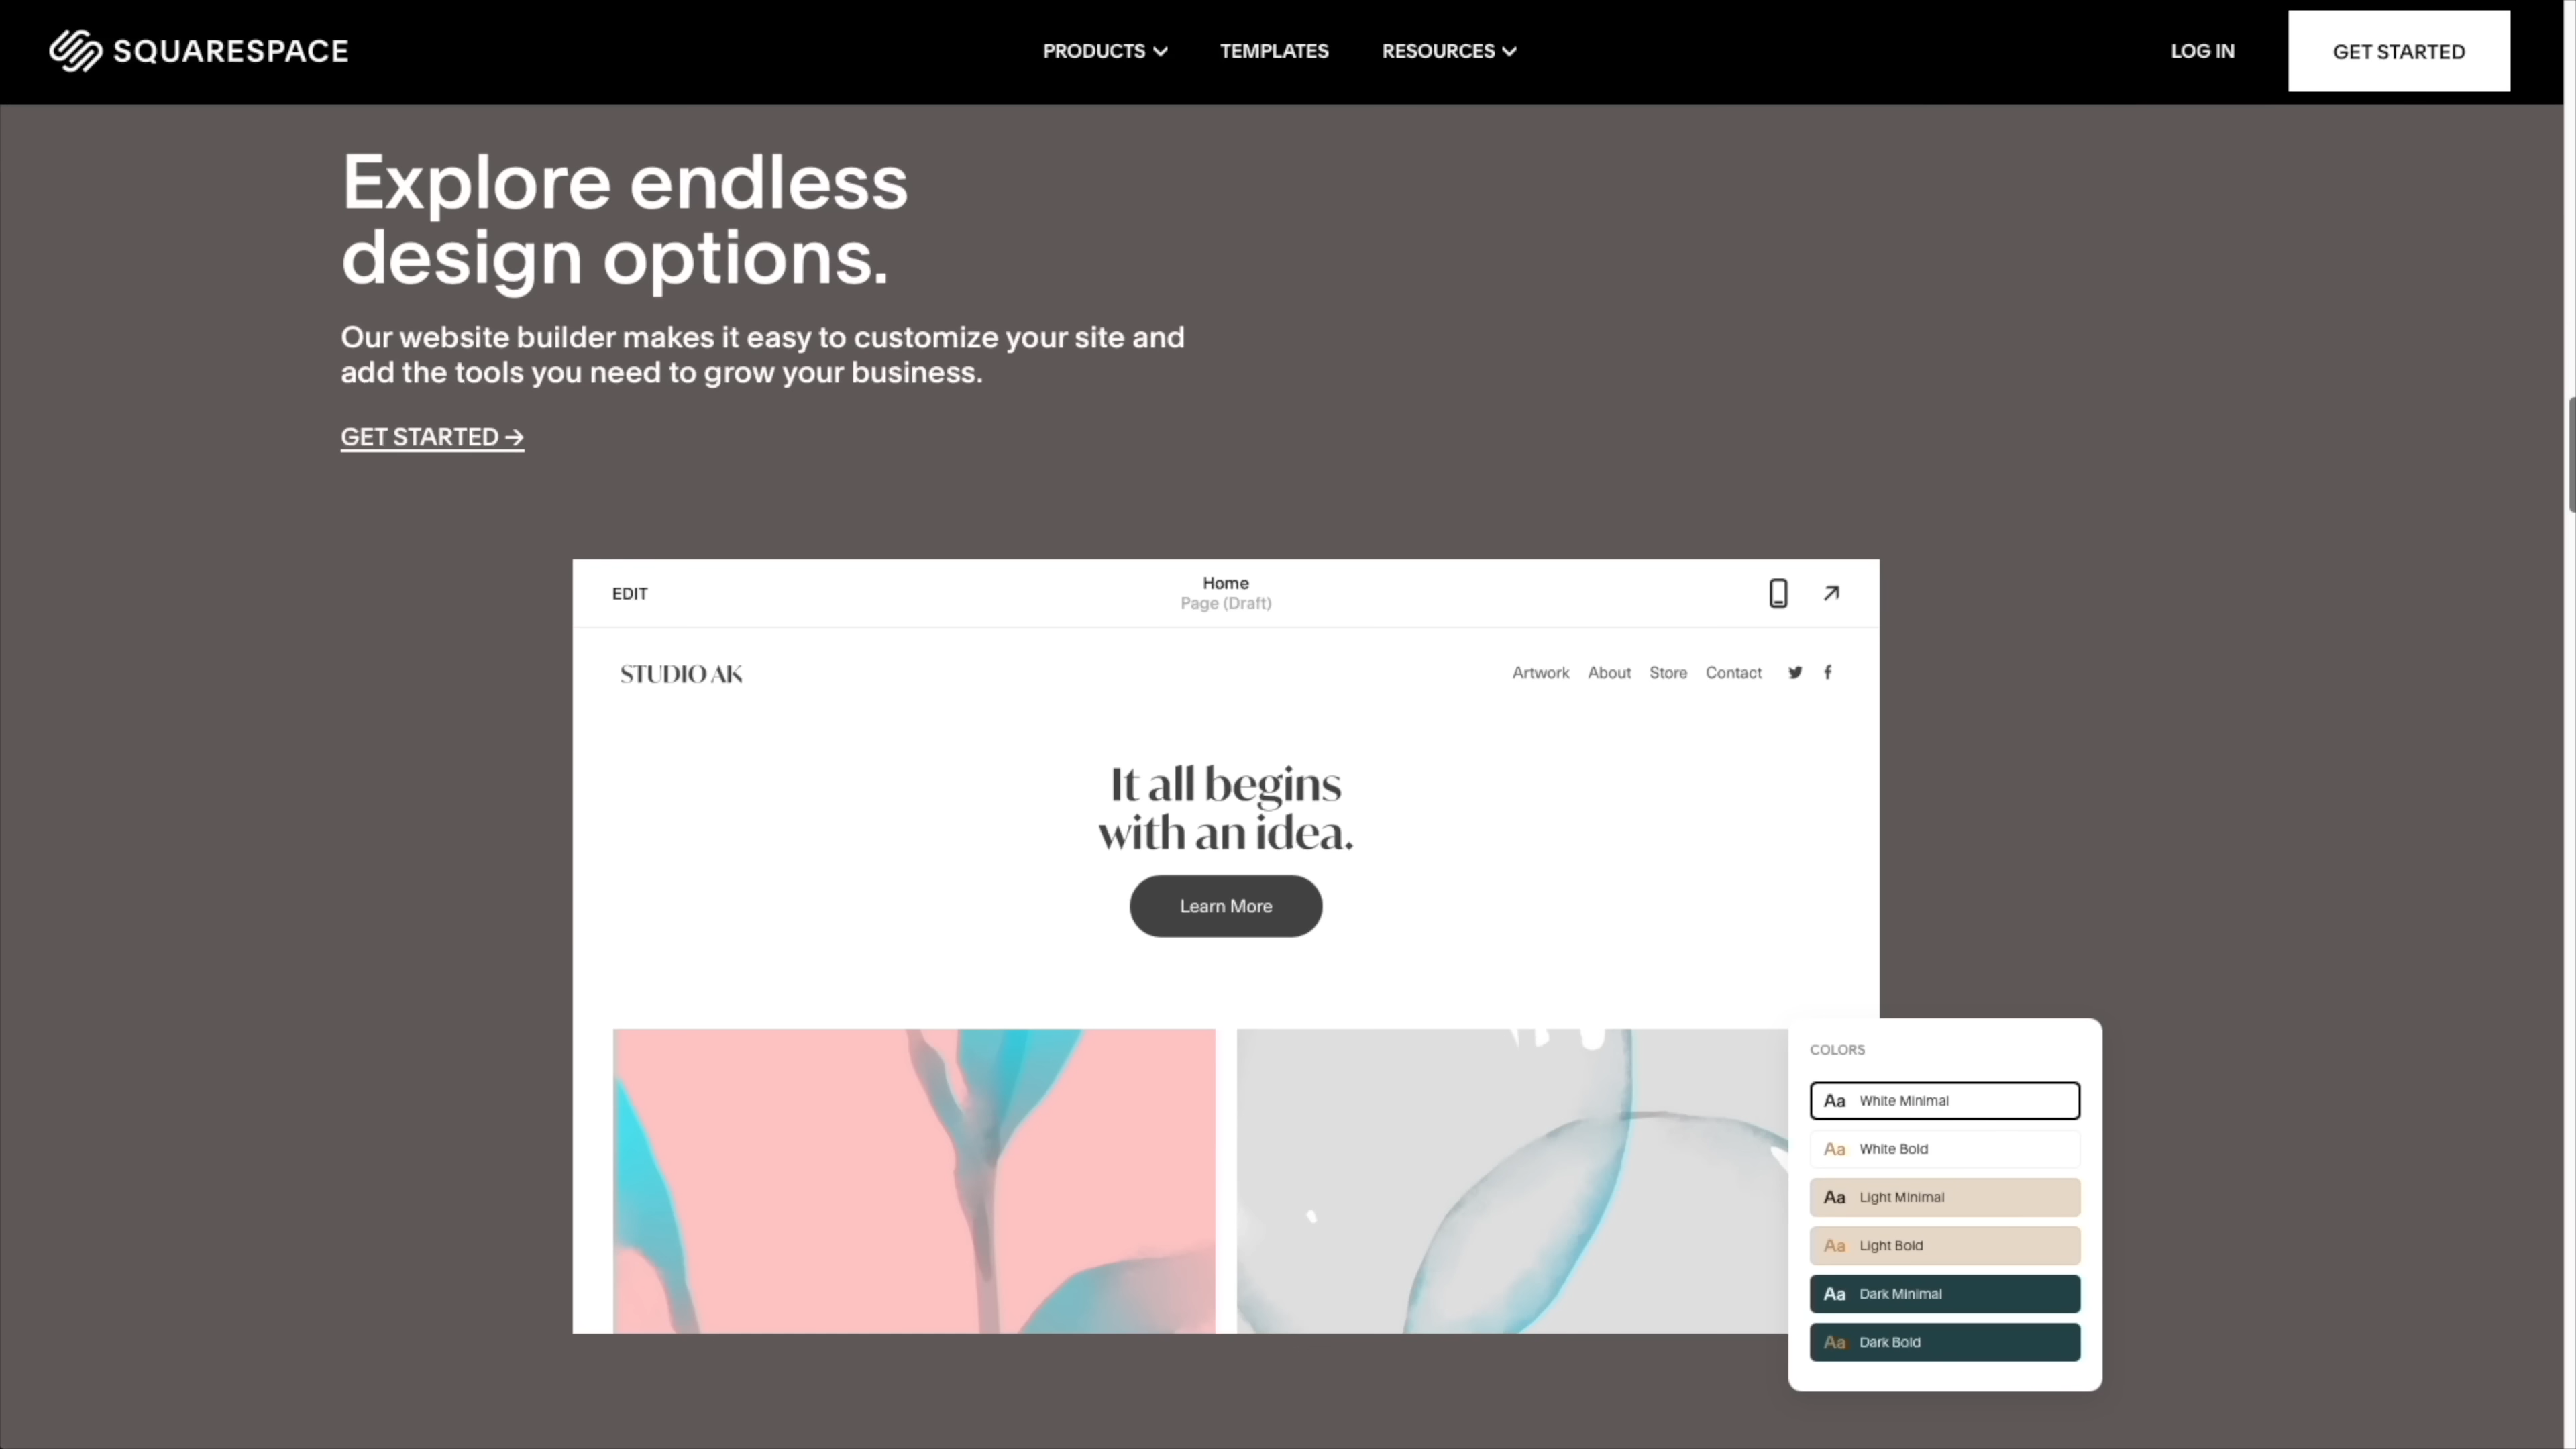 SQUARESPACE
PRODUCTS
TEMPLATES
RESOURCES
LOG IN
GET STARTED
Explore endless
design options.
Our website builder makes it easy to customize your site and
add the tools you need to grow your business.
GET STARTED →
EDIT
Home
Page (Draft)
STUDIO AK
Artwork About Store Contact
It all begins
with an idea.
Learn More
COLORS
Aa White Minimal
Aa White Bold
Aa Light Minimal
Aa Light Bold
Aa Dark Minimal
Aa Dark Bold